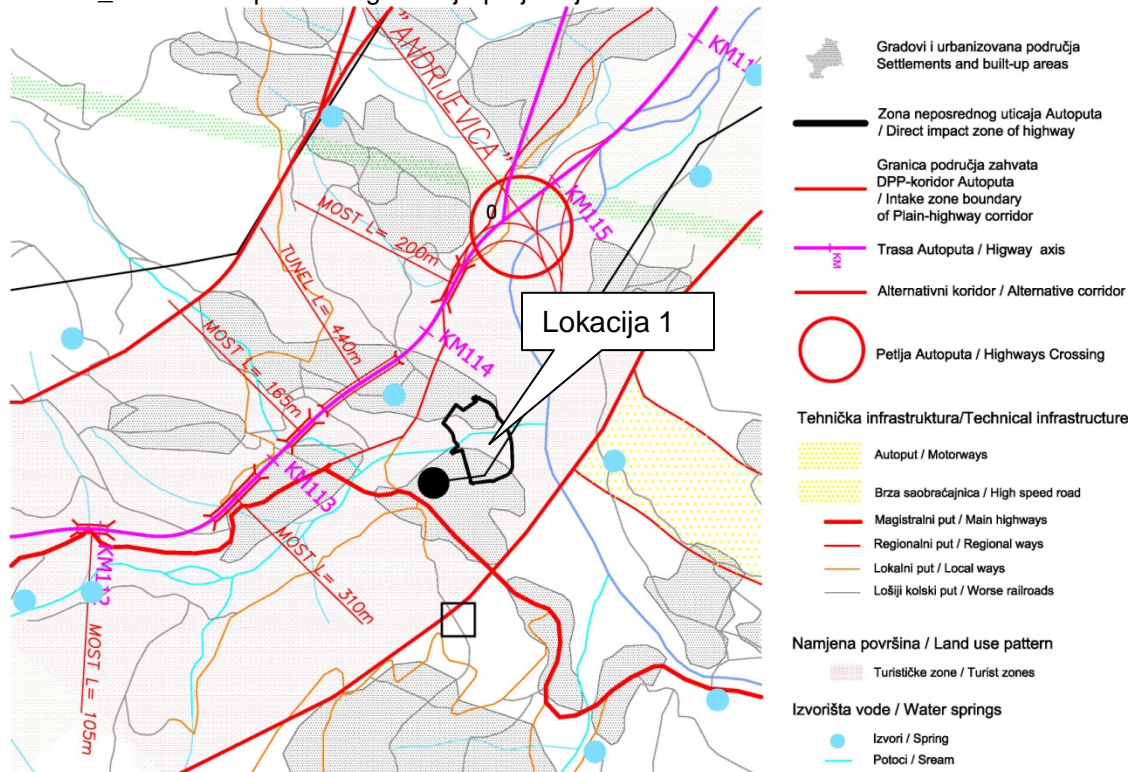 "ANDRIJEVICA"
KM11
MOST L= 200m
0
KM115
TUNEL L= 440m
Lokacija 1
MOST L= 165m
KM114
KM113
MOST L= 310m
KM112
MOST L= 105m
Gradovi i urbanizovana područja
Settlements and built-up areas
Zona neposrednog uticaja Autoputa
/ Direct impact zone of highway
Granica područja zahvata
DPP-koridor Autoputa
/ Intake zone boundary
of Plain-highway corridor
KM
Trasa Autoputa / Higway axis
Alternativni koridor / Alternative corridor
Petlja Autoputa / Highways Crossing
Tehnička infrastruktura/Technical infrastructure
Autoput / Motorways
Brza saobraćajnica / High speed road
Magistralni put / Main highways
Regionalni put / Regional ways
Lokalni put / Local ways
Lošiji kolski put / Worse railroads
Namjena površina / Land use pattern
Turističke zone / Turist zones
Izvorišta vode / Water springs
Izvori / Spring
Potoci / Sream